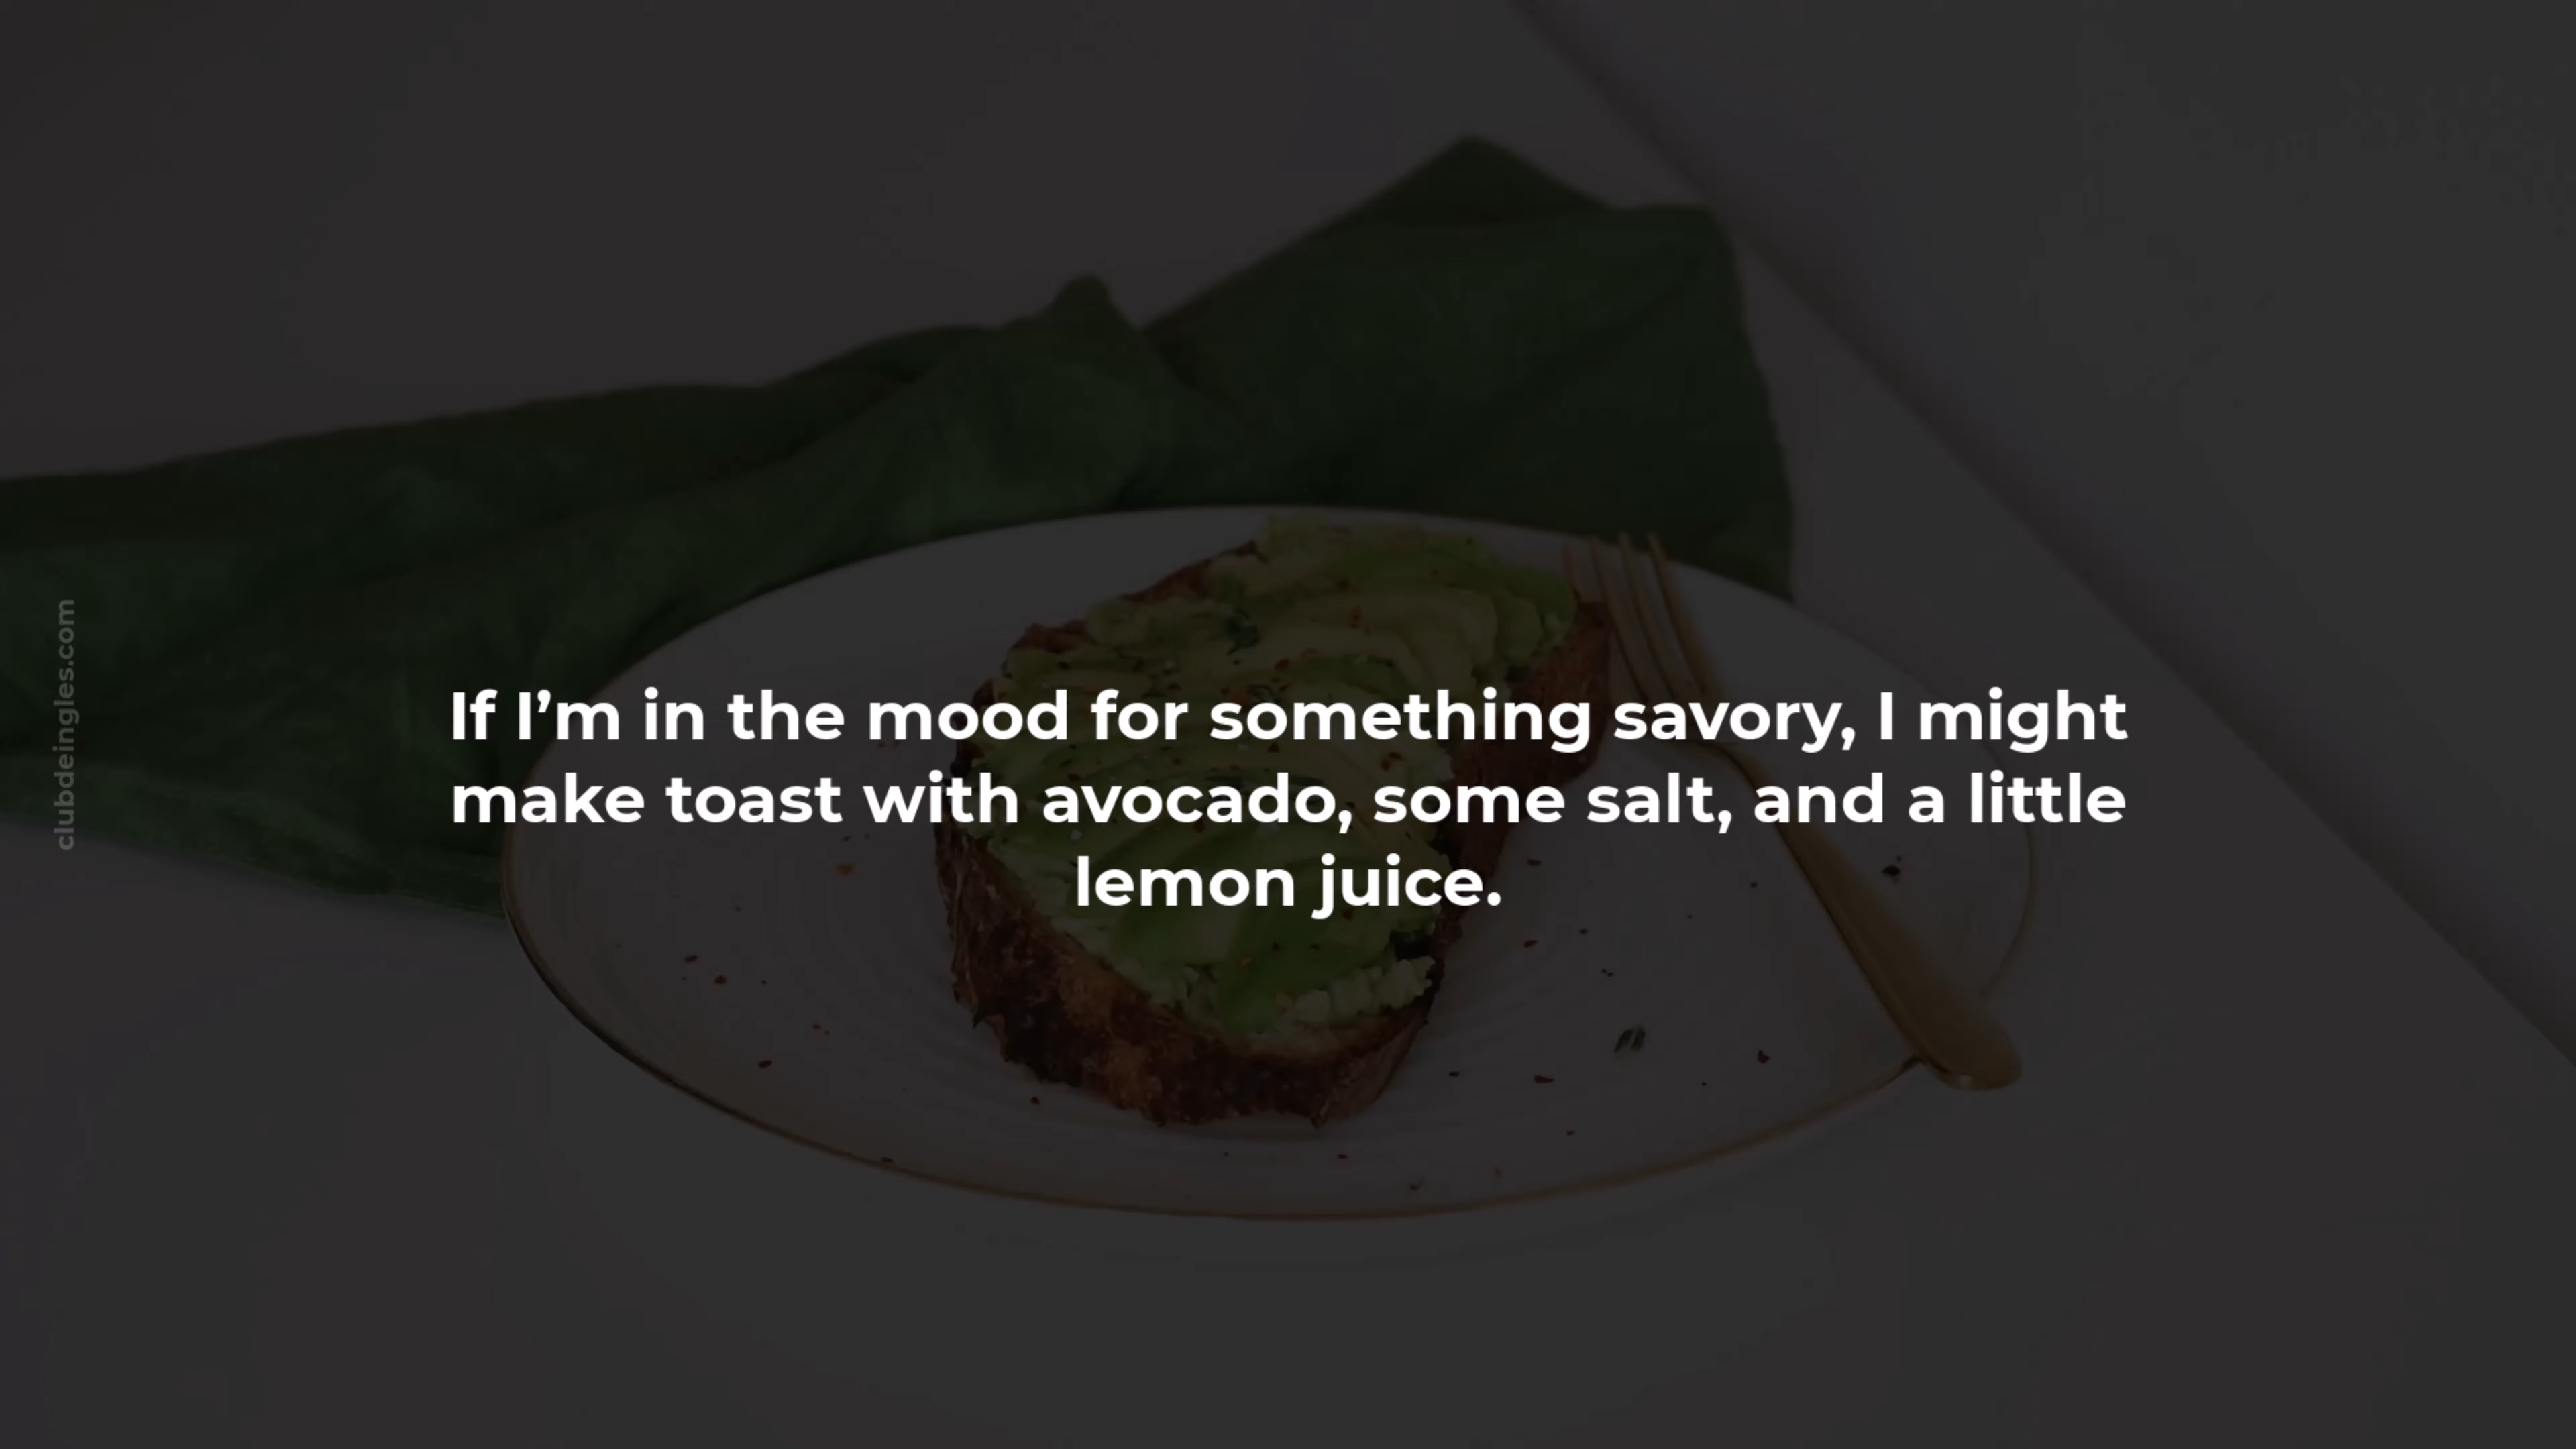 clubdeingles.com
If I’m in the mood for something savory, I might
make toast with avocado, some salt, and a little
lemon juice.